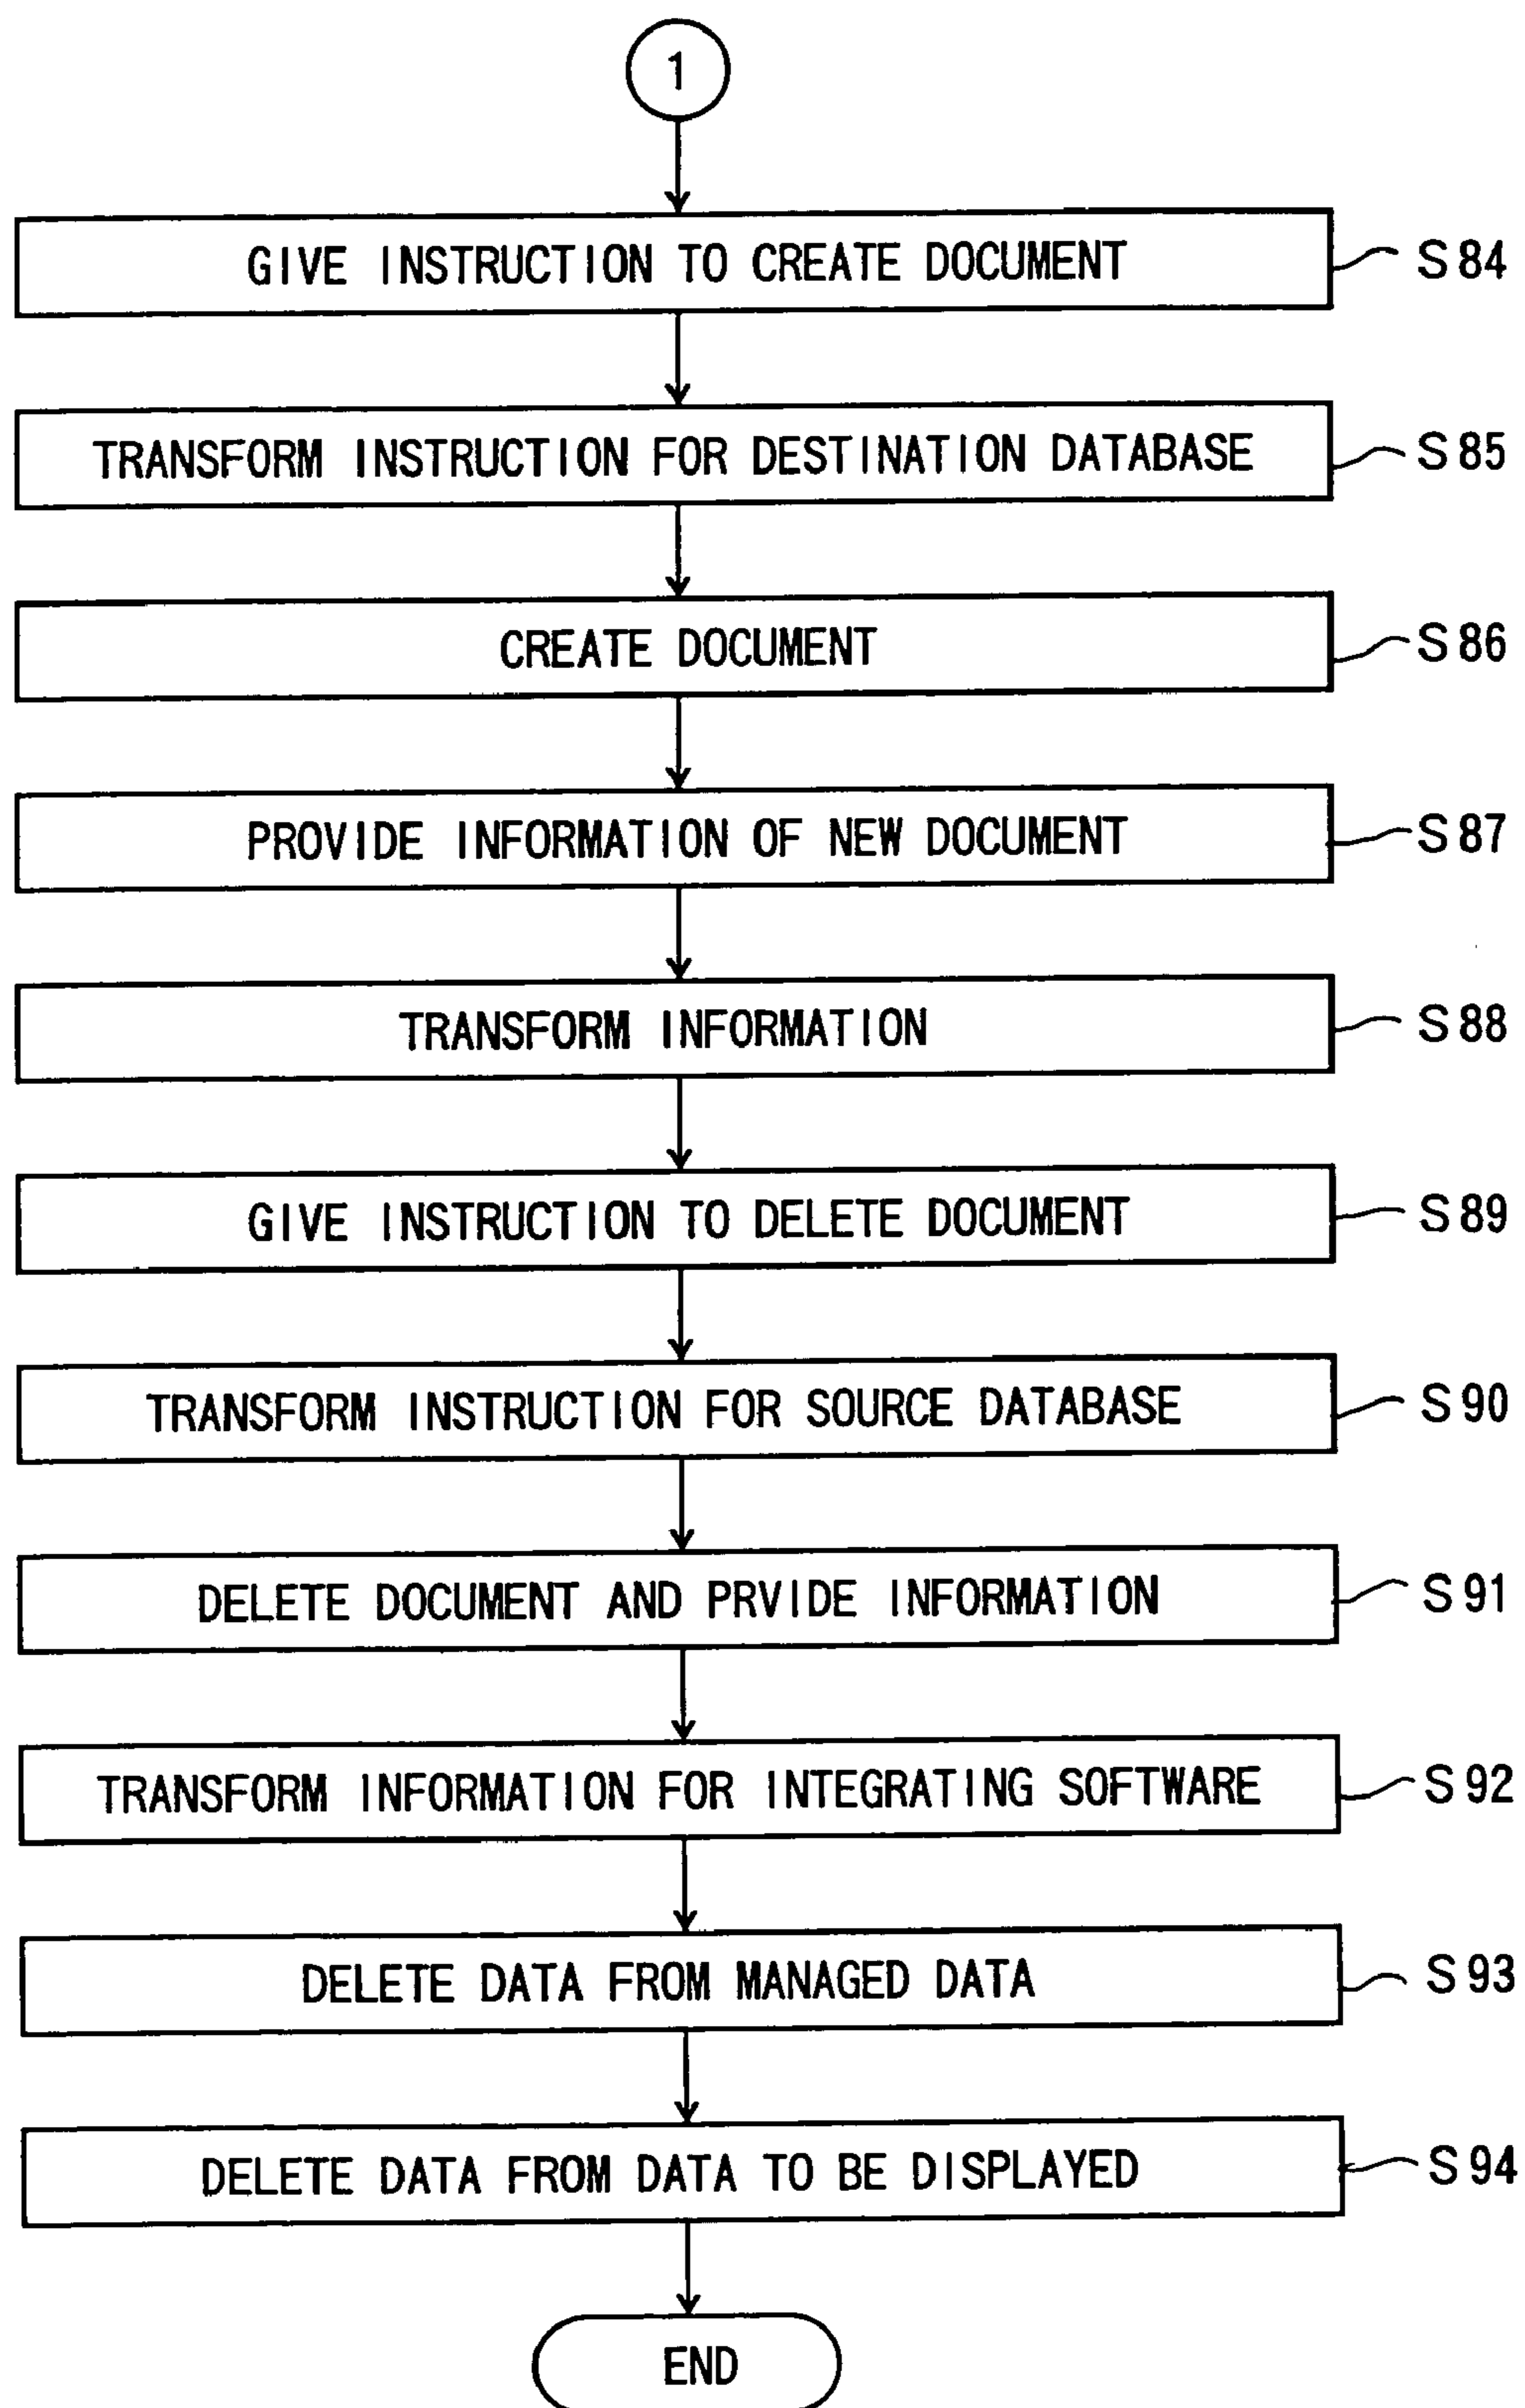 1
GIVE INSTRUCTION TO CREATE DOCUMENT S84
TRANSFORM INSTRUCTION FOR DESTINATION DATABASE S85
CREATE DOCUMENT S86
PROVIDE INFORMATION OF NEW DOCUMENT S87
TRANSFORM INFORMATION S88
GIVE INSTRUCTION TO DELETE DOCUMENT S89
TRANSFORM INSTRUCTION FOR SOURCE DATABASE S90
DELETE DOCUMENT AND PRVIDE INFORMATION S91
TRANSFORM INFORMATION FOR INTEGRATING SOFTWARE S92
DELETE DATA FROM MANAGED DATA S93
DELETE DATA FROM DATA TO BE DISPLAYED S94
END